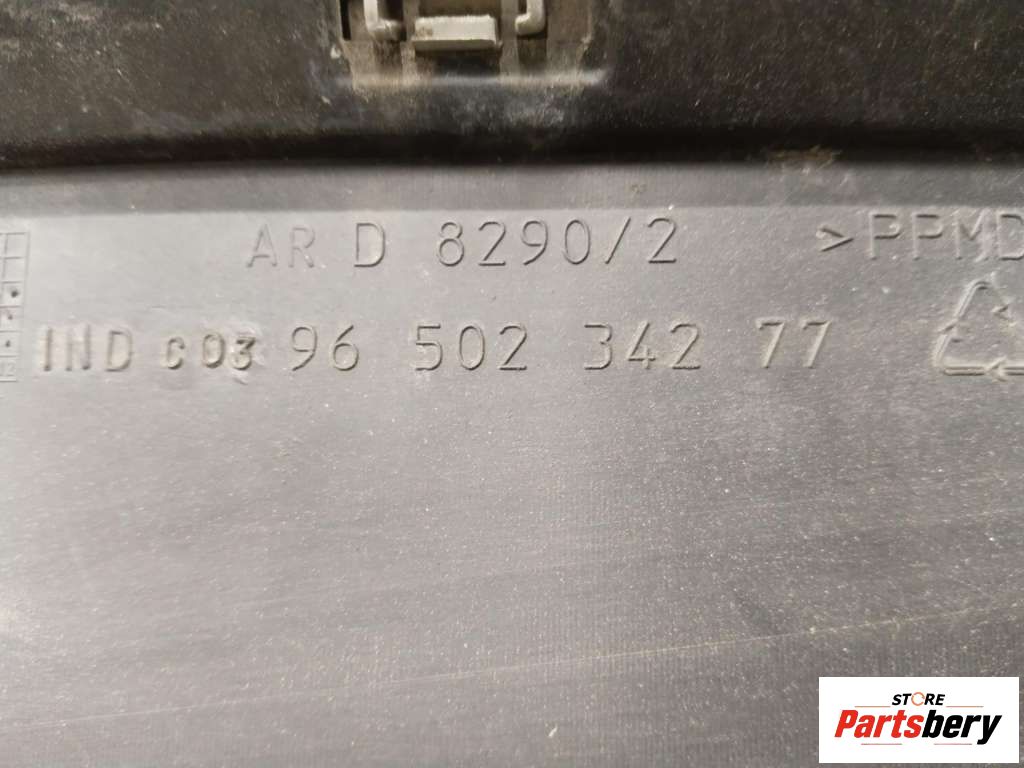 AR D 8290/2 >PPMD
IND C03 96 502 342 77
STORE
Partsbery